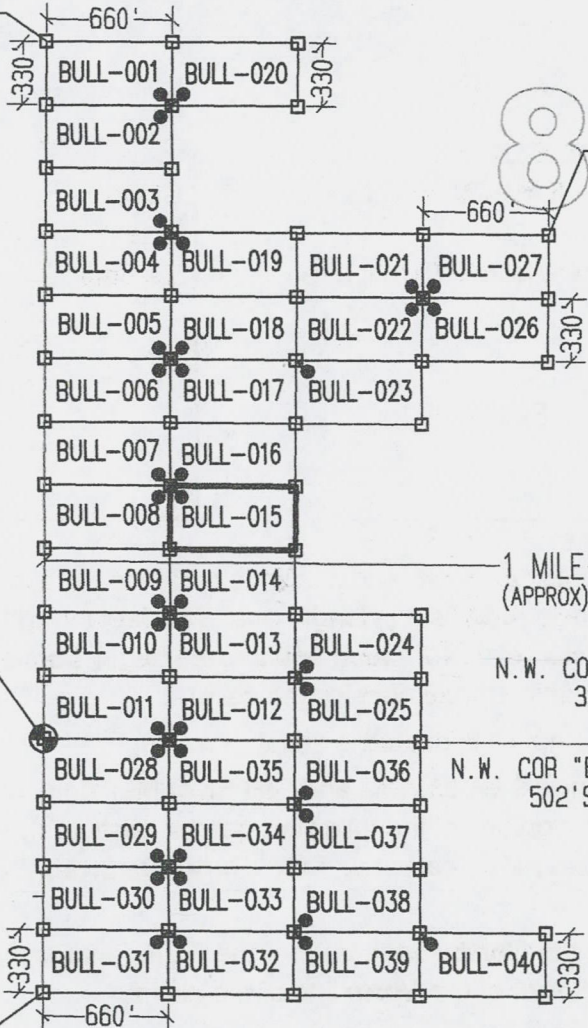 660'
BULL-001 BULL-020
330 330
BULL-002
8
BULL-003
660'
BULL-004 BULL-019 BULL-021 BULL-027
BULL-005 BULL-018 BULL-022 BULL-026
330
BULL-006 BULL-017 BULL-023
BULL-007 BULL-016
BULL-008 BULL-015
1 MILE
(APPROX)
BULL-009 BULL-014
BULL-010 BULL-013 BULL-024
N.W. CO
3
BULL-011 BULL-012 BULL-025
BULL-028 BULL-035 BULL-036
N.W. COR "
502'S
BULL-029 BULL-034 BULL-037
BULL-030 BULL-033 BULL-038
BULL-031 BULL-032 BULL-039 BULL-040
330 330
660'